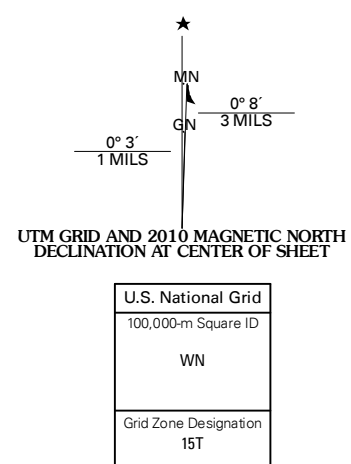 MN
0° 8´
3 MILS
GN
0° 3´
1 MILS
UTM GRID AND 2010 MAGNETIC NORTH
DECLINATION AT CENTER OF SHEET
U.S. National Grid
100,000-m Square ID
WN
Grid Zone Designation
15T